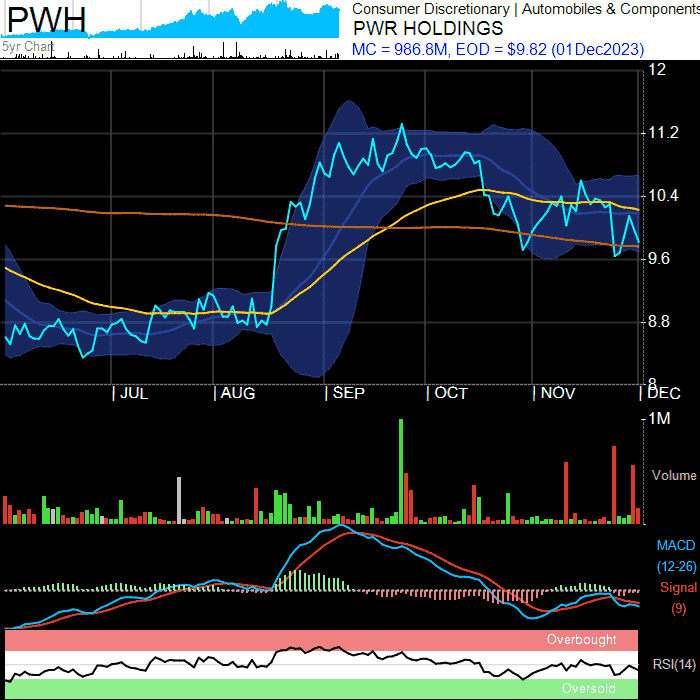 PWH
5yr Chart
Consumer Discretionary | Automobiles & Components
PWR HOLDINGS
MC = 986.8M, EOD = $9.82 (01Dec2023)
12
11.2
10.4
9.6
8.8
8
| JUL
| AUG
| SEP
| OCT
| NOV
| DEC
1M
Volume
MACD
(12-26)
Signal
(9)
Overbought
RSI(14)
Oversold